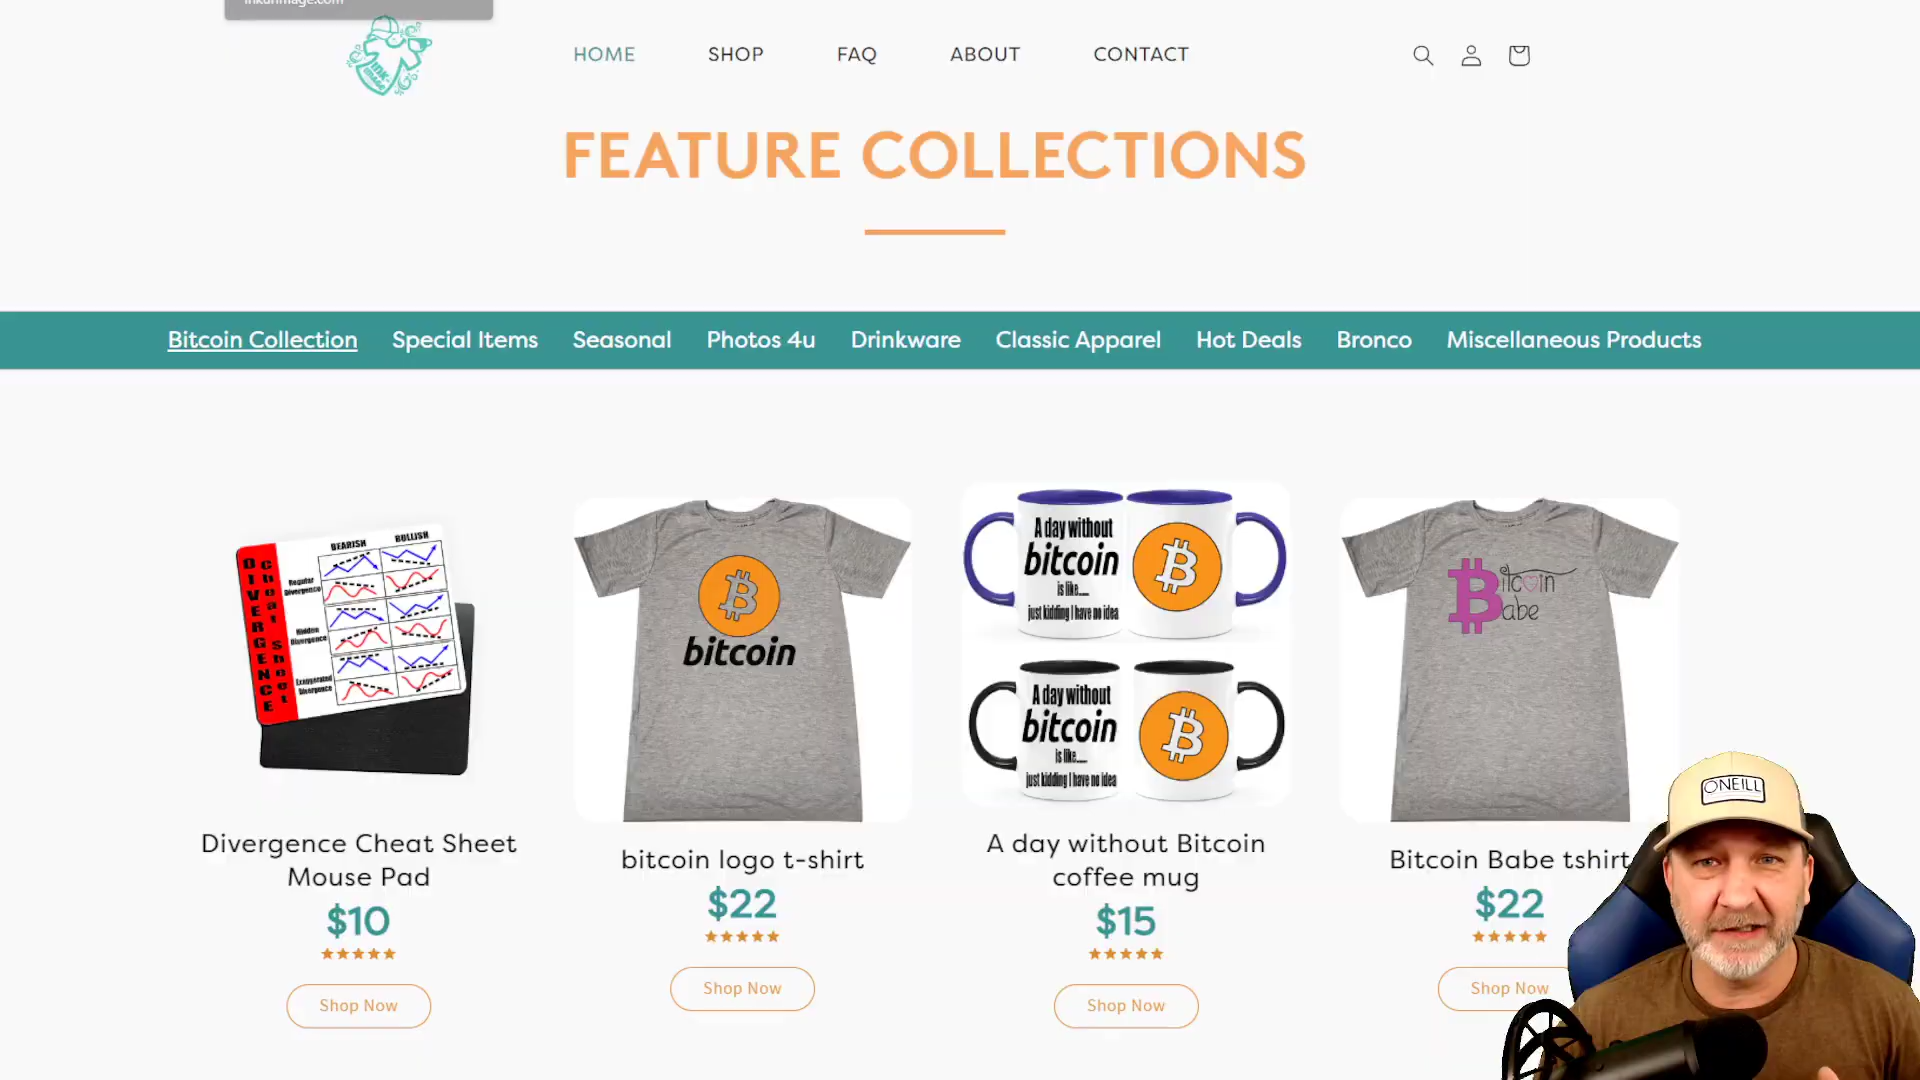 HOME SHOP FAQ ABOUT CONTACT
FEATURE COLLECTIONS
Bitcoin Collection Special Items Seasonal Photos 4u Drinkware Classic Apparel Hot Deals Bronco Miscellaneous Products
DIVERGENCE
Cheat Sheet
BEARISH BULLISH
Regular
Divergence
Hidden
Divergence
Exaggerated
Divergence
bitcoin
A day without
bitcoin
is like.....
just kidding I have no idea
A day without
bitcoin
is like.....
just kidding I have no idea
Bitcoin
Babe
Divergence Cheat Sheet
Mouse Pad
$10
Shop Now
bitcoin logo t-shirt
$22
Shop Now
A day without Bitcoin
coffee mug
$15
Shop Now
Bitcoin Babe tshirt
$22
Shop Now
ONEILL